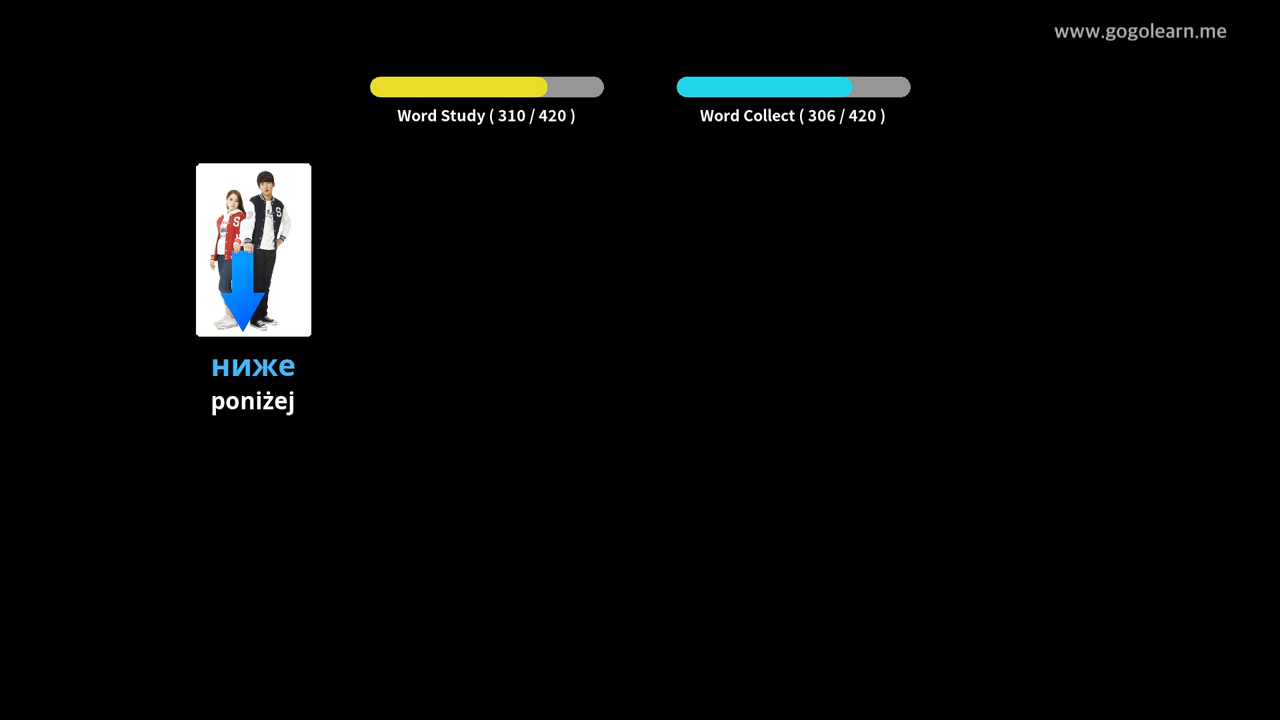 www.gogolearn.me
Word Study ( 310 / 420 )
Word Collect ( 306 / 420 )
S
S
ниже
poniżej